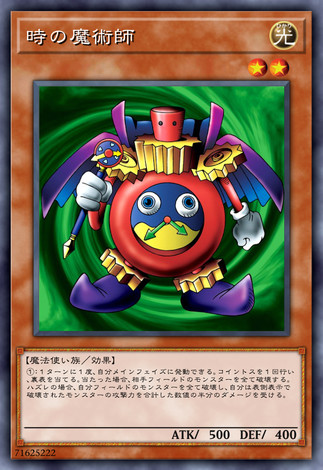 時の魔術師
光
【魔法使い族/効果】
①:1ターンに1度、自分メインフェイズに発動できる。コイントスを1回行い、
裏表を当てる。当たった場合、相手フィールドのモンスターを全て破壊する。
ハズレの場合、自分フィールドのモンスターを全て破壊し、自分は表側表示で
破壊されたモンスターの攻撃力を合計した数値の半分のダメージを受ける。
ATK/ 500 DEF/ 400
71625222